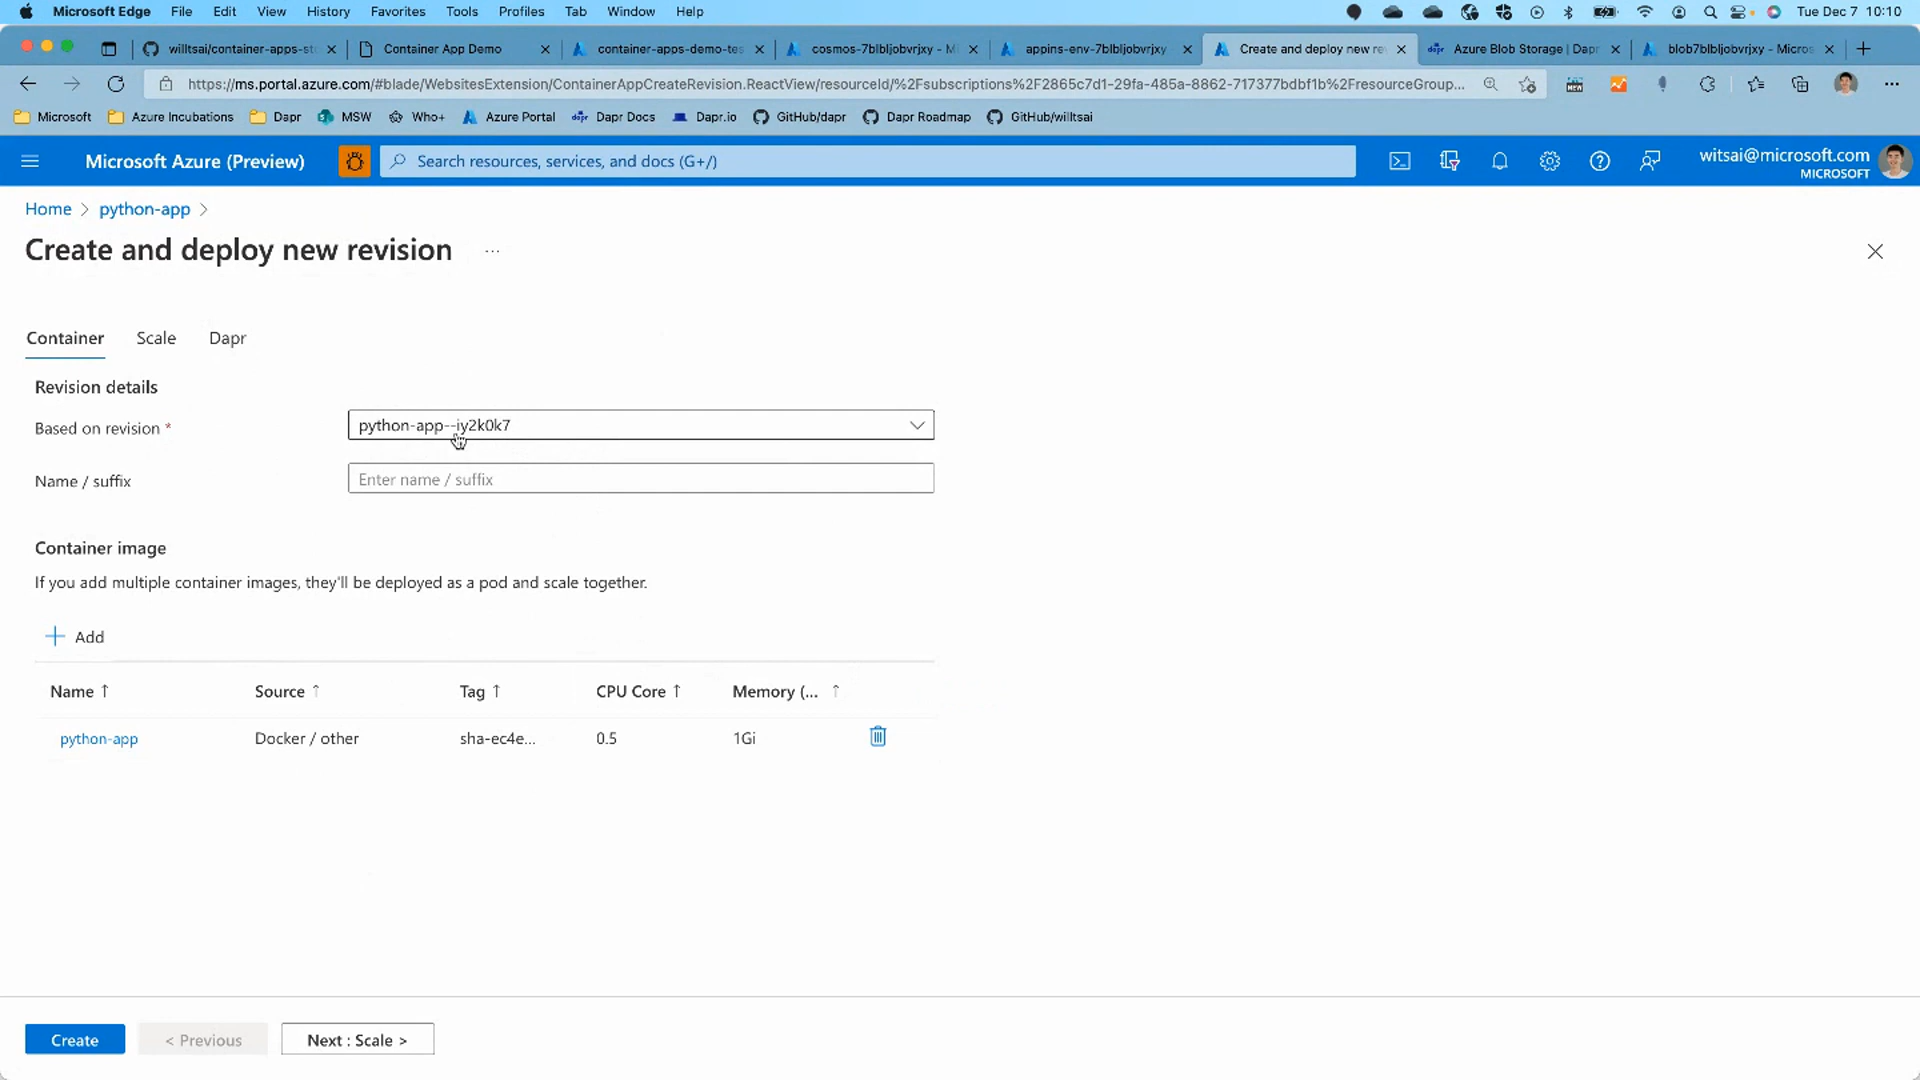 Microsoft Edge File Edit View History Favorites Tools Profiles Tab Window Help Tue Dec 7 10:10
willtsai/container-apps-st Container App Demo container-apps-demo-tes cosmos-7blbljobvrjxy - Mi appins-env-7blbljobvrjxy Create and deploy new re Azure Blob Storage | Dapr blob7blbljobvrjxy - Micros
https://ms.portal.azure.com/#blade/WebsitesExtension/ContainerAppCreateRevision.ReactView/resourceId/%2Fsubscriptions%2F2865c7d1-29fa-485a-8862-717377bdbf1b%2FresourceGroup... NEW
Microsoft Azure Incubations Dapr MSW Who+ Azure Portal dapr Dapr Docs Dapr.io GitHub/dapr Dapr Roadmap GitHub/willtsai
Microsoft Azure (Preview) Search resources, services, and docs (G+/) witsai@microsoft.com
MICROSOFT
Home > python-app >
Create and deploy new revision ...
Container Scale Dapr
Revision details
Based on revision * python-app--iy2k0k7
Name / suffix Enter name / suffix
Container image
If you add multiple container images, they'll be deployed as a pod and scale together.
+ Add
Name ↑ Source ↑ Tag ↑ CPU Core ↑ Memory (... ↑
python-app Docker / other sha-ec4e... 0.5 1Gi
Create < Previous Next : Scale >